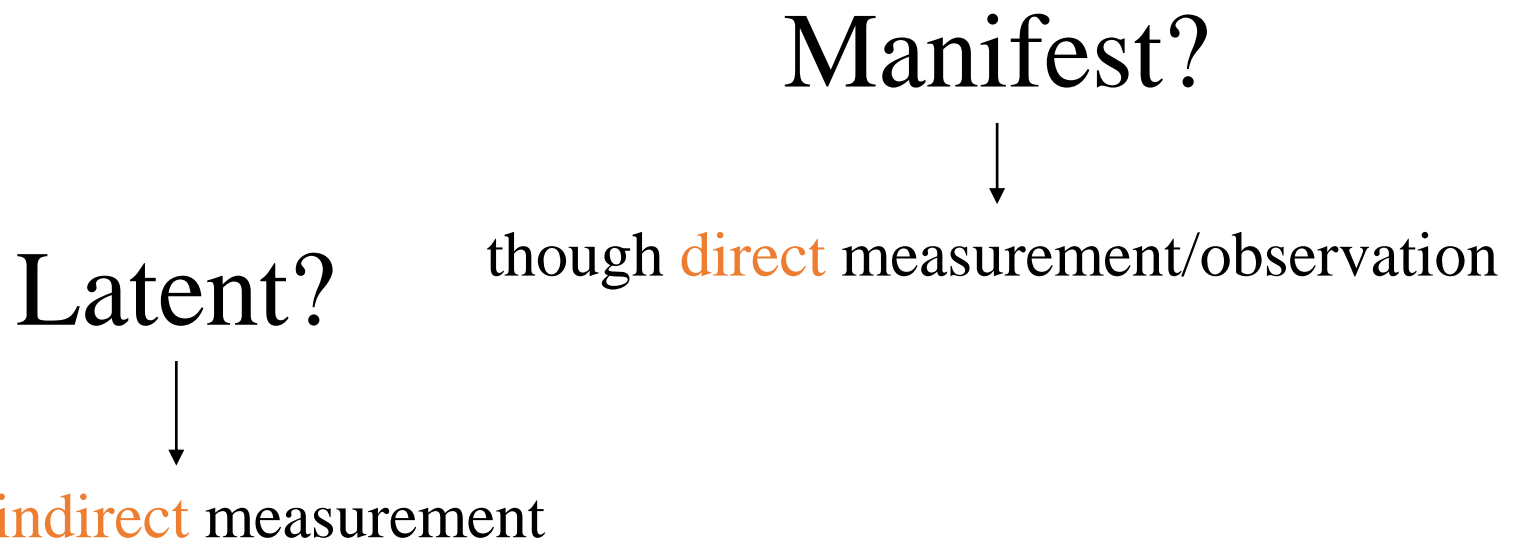 Manifest?
though direct measurement/observation
Latent?
indirect measurement